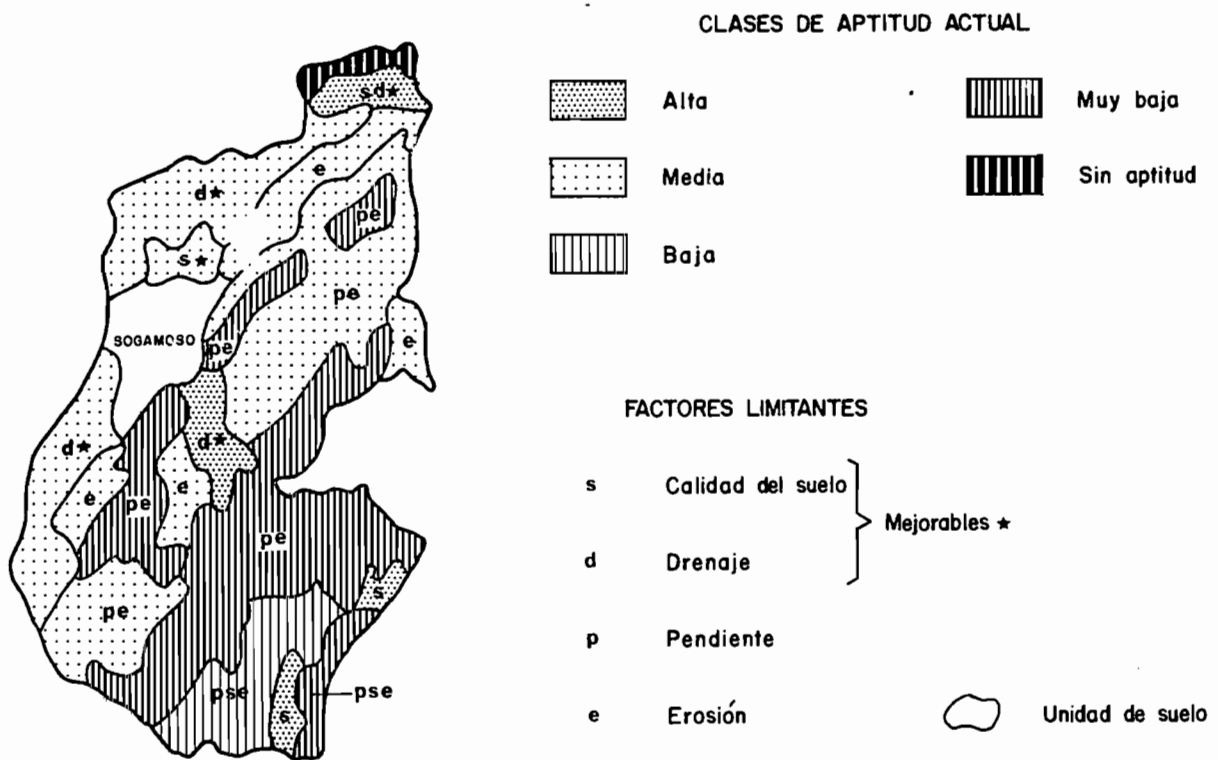 CLASES DE APTITUD ACTUAL
Alta
Muy baja
Media
Sin aptitud
Baja
FACTORES LIMITANTES
s Calidad del suelo
d Drenaje
Mejorables ★
p Pendiente
e Erosión
Unidad de suelo
sd★
e
d★
pe
s★
pe
SOGAMOSO
pe
e
d★
d★
e
pe
e
pe
s
pe
pse
pse
s